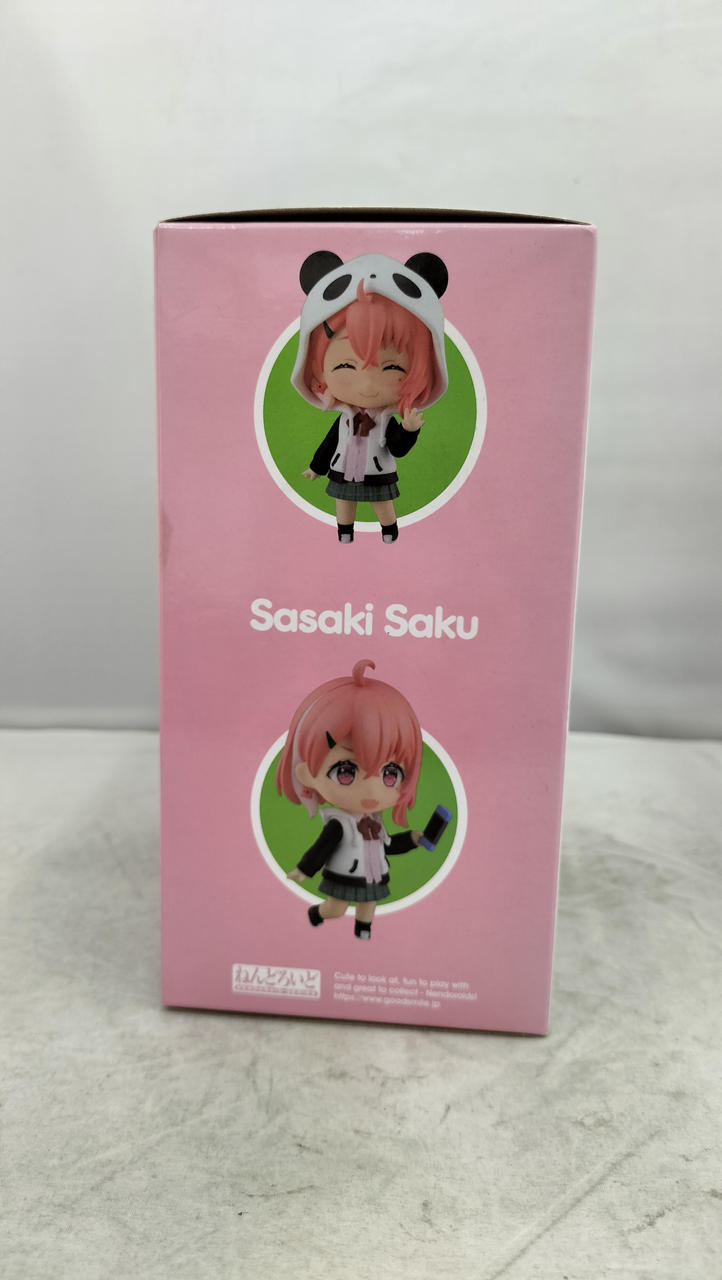 Sasaki Saku
ねんどろいど
Cute to look at, fun to play with
and great to collect - Nendoroids!
https://www.goodsmile.jp